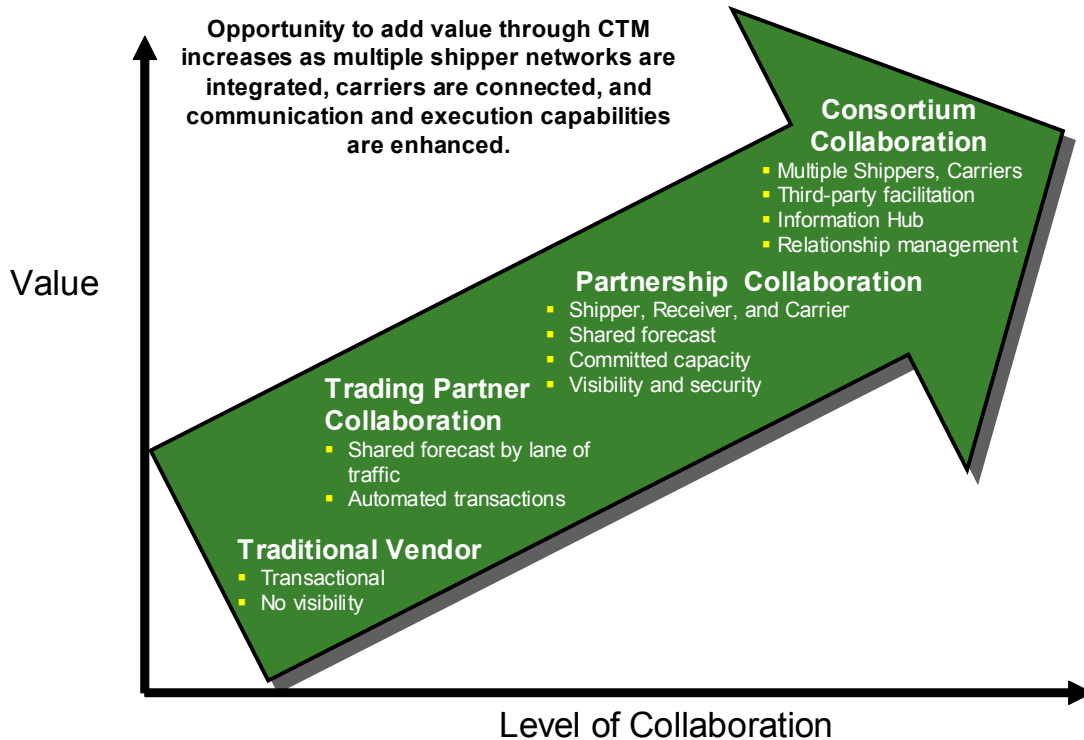 Opportunity to add value through CTM
increases as multiple shipper networks are
integrated, carriers are connected, and
communication and execution capabilities
are enhanced.
Consortium
Collaboration
▪ Multiple Shippers, Carriers
▪ Third-party facilitation
▪ Information Hub
▪ Relationship management
Value
Partnership Collaboration
▪ Shipper, Receiver, and Carrier
▪ Shared forecast
▪ Committed capacity
▪ Visibility and security
Trading Partner
Collaboration
▪ Shared forecast by lane of
traffic
▪ Automated transactions
Traditional Vendor
▪ Transactional
▪ No visibility
Level of Collaboration